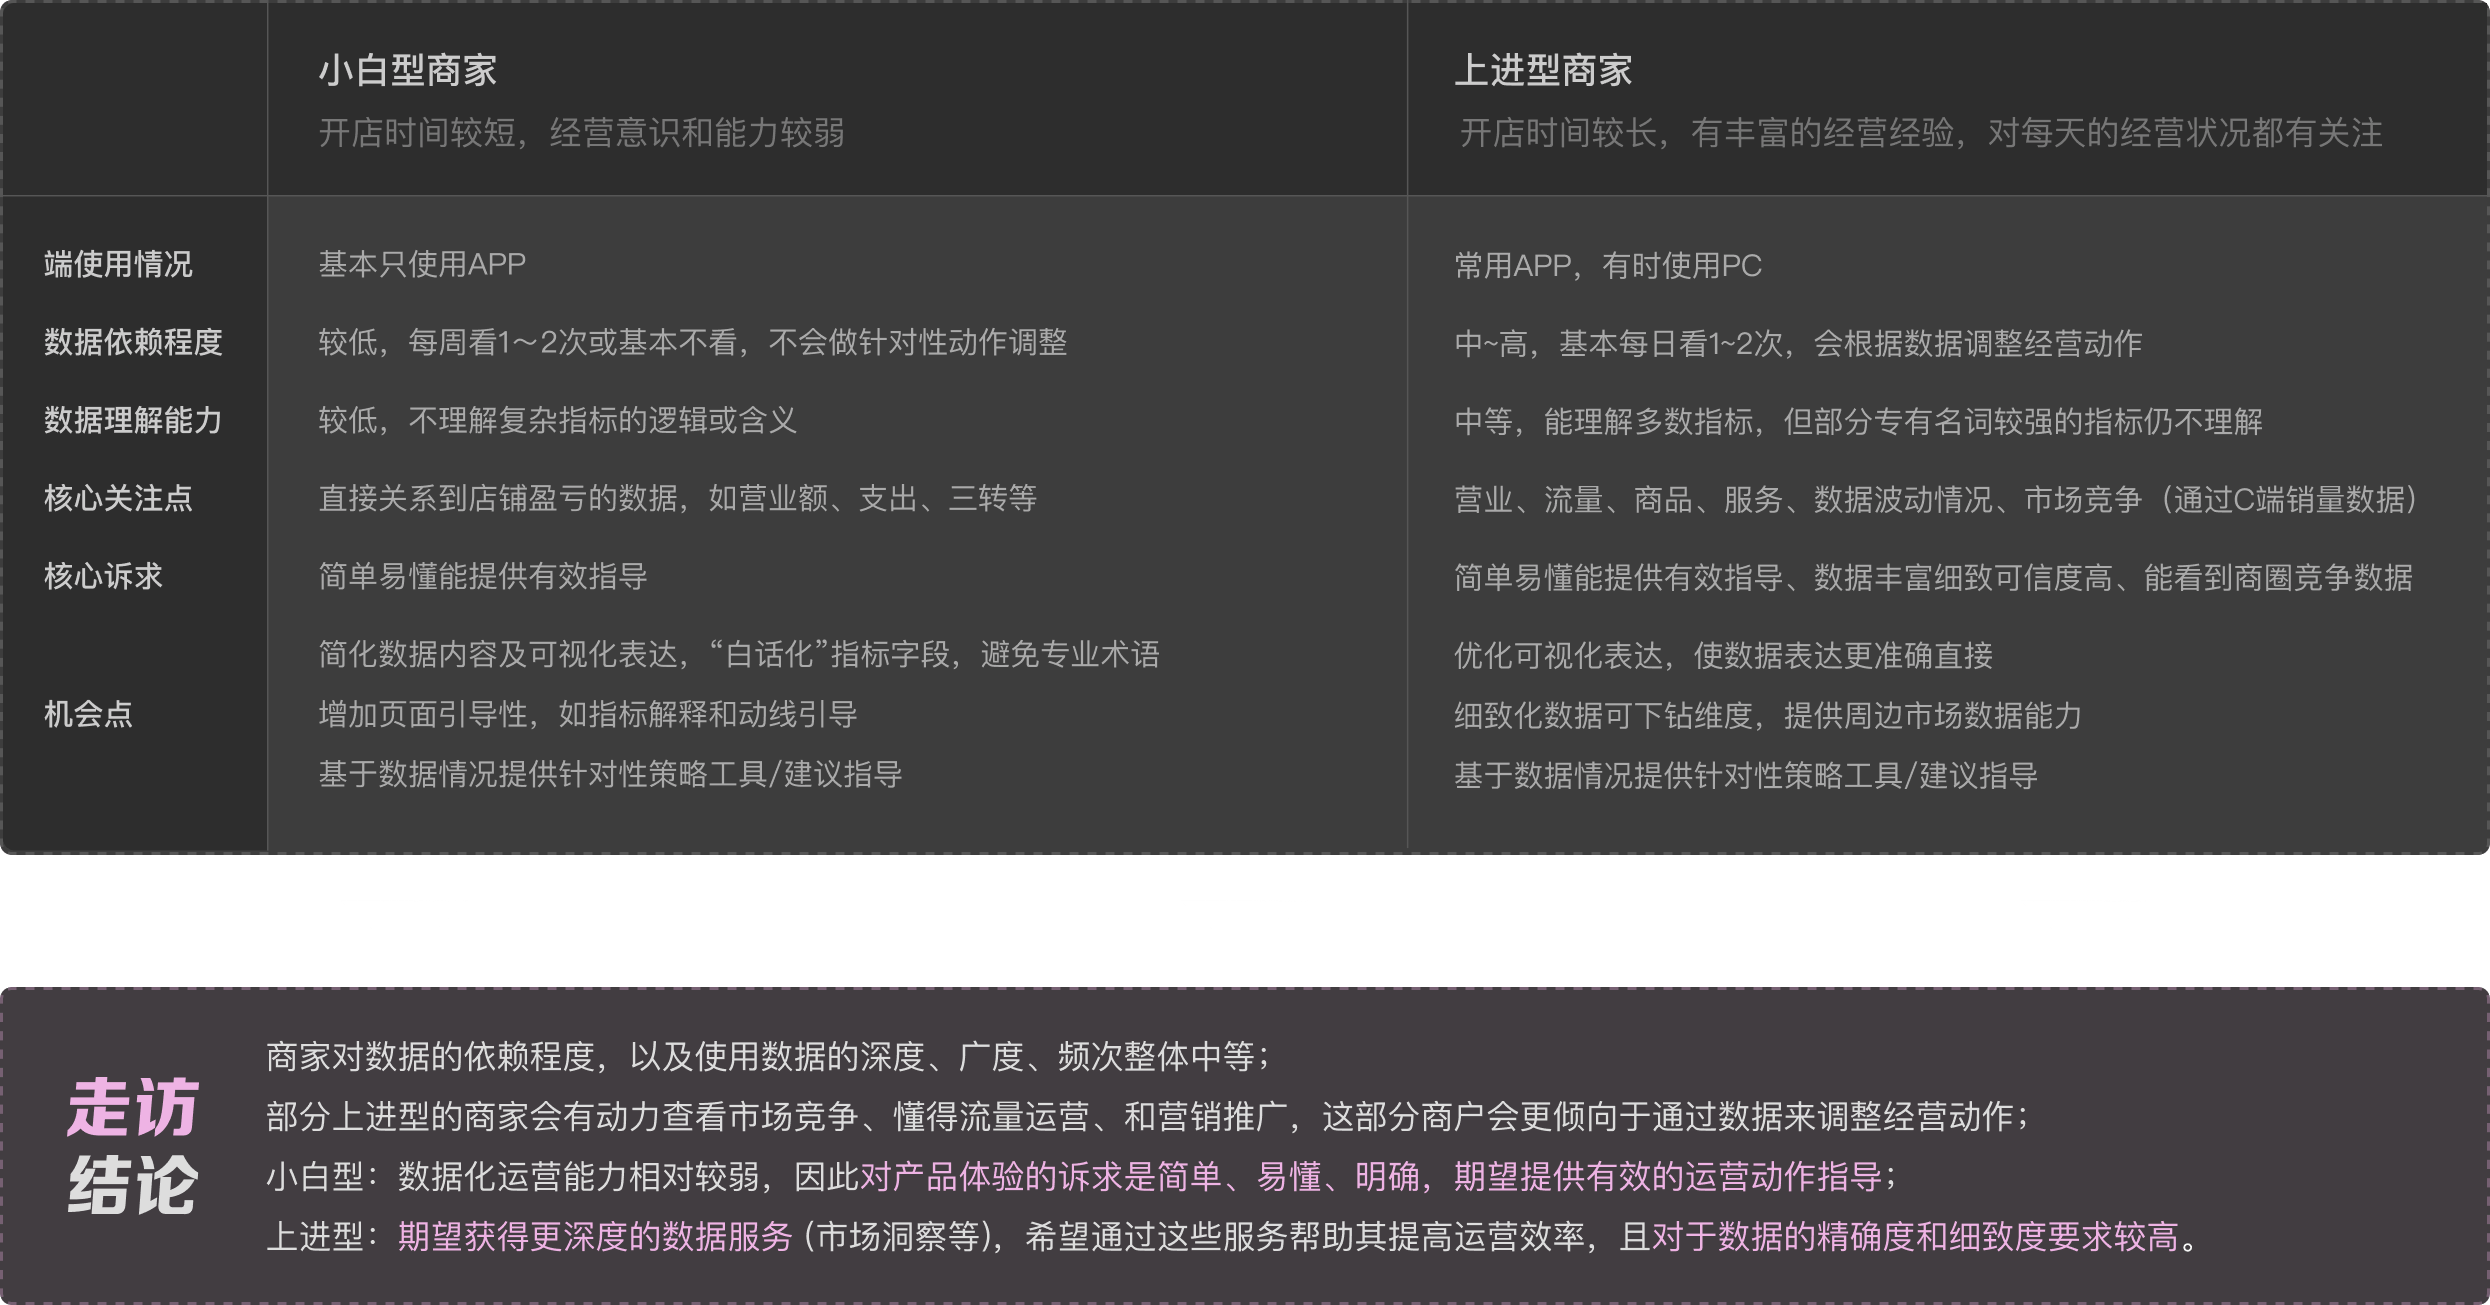 小白型商家
开店时间较短，经营意识和能力较弱
上进型商家
开店时间较长，有丰富的经营经验，对每天的经营状况都有关注
端使用情况
基本只使用APP
常用APP，有时使用PC
数据依赖程度
较低，每周看1～2次或基本不看，不会做针对性动作调整
中~高，基本每日看1~2次，会根据数据调整经营动作
数据理解能力
较低，不理解复杂指标的逻辑或含义
中等，能理解多数指标，但部分专有名词较强的指标仍不理解
核心关注点
直接关系到店铺盈亏的数据，如营业额、支出、三转等
营业、流量、商品、服务、数据波动情况、市场竞争（通过C端销量数据）
核心诉求
简单易懂能提供有效指导
简单易懂能提供有效指导、数据丰富细致可信度高、能看到商圈竞争数据
机会点
简化数据内容及可视化表达，“白话化”指标字段，避免专业术语
增加页面引导性，如指标解释和动线引导
基于数据情况提供针对性策略工具/建议指导
优化可视化表达，使数据表达更准确直接
细致化数据可下钻维度，提供周边市场数据能力
基于数据情况提供针对性策略工具/建议指导
走访
结论
商家对数据的依赖程度，以及使用数据的深度、广度、频次整体中等；
部分上进型的商家会有动力查看市场竞争、懂得流量运营、和营销推广，这部分商户会更倾向于通过数据来调整经营动作；
小白型：数据化运营能力相对较弱，因此对产品体验的诉求是简单、易懂、明确，期望提供有效的运营动作指导；
上进型：期望获得更深度的数据服务 (市场洞察等)，希望通过这些服务帮助其提高运营效率，且对于数据的精确度和细致度要求较高。